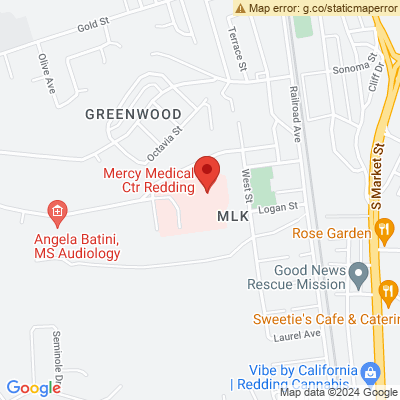 Map error: g.co/staticmaperror
Gold St
Olive Ave
Terrace St
Sonoma St
Cliff Dr
Railroad Ave
GREENWOOD
Octavia St
S Market St
Mercy Medical
Ctr Redding
West St
Logan St
MLK
Angela Batini,
MS Audiology
Rose Garden
Good News
Rescue Mission
Sweetie's Cafe & Caterin
Laurel Ave
Seminole Dr
Vibe by California
| Redding Cannabis
Google
Map data ©2024 Google